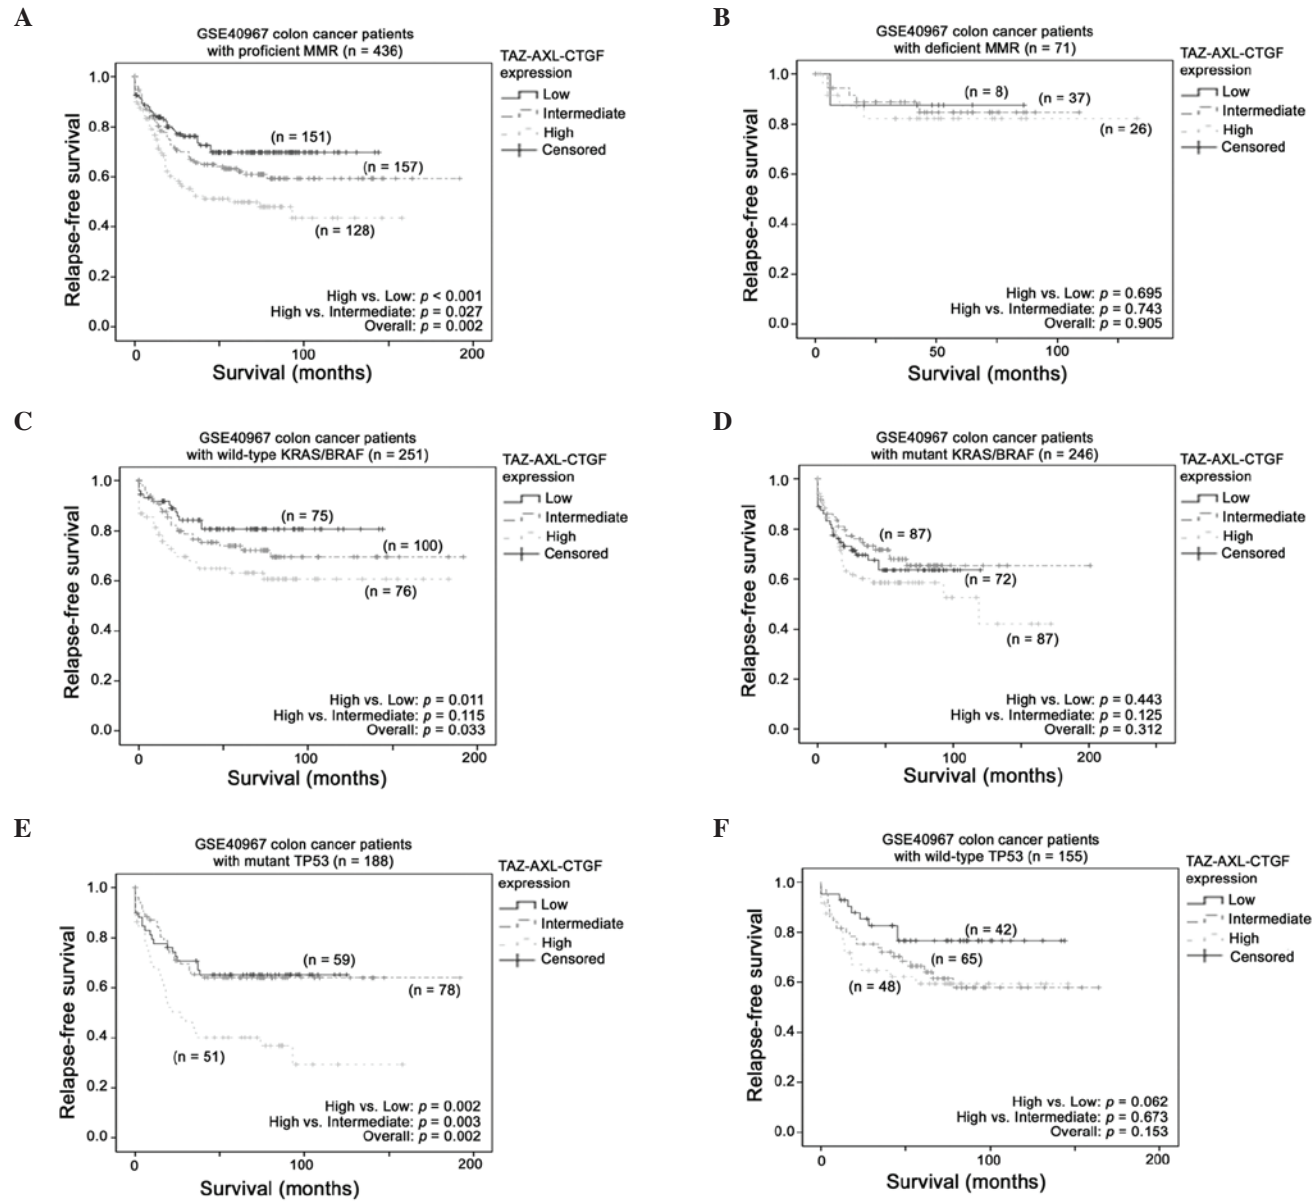 A
GSE40967 colon cancer patients
with proficient MMR (n = 436)
TAZ-AXL-CTGF
expression
Low
Intermediate
High
Censored
Relapse-free survival
1.0
0.8
0.6
0.4
0.2
0.0
(n = 151)
(n = 157)
(n = 128)
High vs. Low: p < 0.001
High vs. Intermediate: p = 0.027
Overall: p = 0.002
0 100 200
Survival (months)
B
GSE40967 colon cancer patients
with deficient MMR (n = 71)
TAZ-AXL-CTGF
expression
Low
Intermediate
High
Censored
Relapse-free survival
1.0
0.8
0.6
0.4
0.2
0.0
(n = 8)
(n = 37)
(n = 26)
High vs. Low: p = 0.695
High vs. Intermediate: p = 0.743
Overall: p = 0.905
0 50 100
Survival (months)
C
GSE40967 colon cancer patients
with wild-type KRAS/BRAF (n = 251)
TAZ-AXL-CTGF
expression
Low
Intermediate
High
Censored
Relapse-free survival
1.0
0.8
0.6
0.4
0.2
0.0
(n = 75)
(n = 100)
(n = 76)
High vs. Low: p = 0.011
High vs. Intermediate: p = 0.115
Overall: p = 0.033
0 100 200
Survival (months)
D
GSE40967 colon cancer patients
with mutant KRAS/BRAF (n = 246)
TAZ-AXL-CTGF
expression
Low
Intermediate
High
Censored
Relapse-free survival
1.0
0.8
0.6
0.4
0.2
0.0
(n = 87)
(n = 72)
(n = 87)
High vs. Low: p = 0.443
High vs. Intermediate: p = 0.125
Overall: p = 0.312
0 100 200
Survival (months)
E
GSE40967 colon cancer patients
with mutant TP53 (n = 188)
TAZ-AXL-CTGF
expression
Low
Intermediate
High
Censored
Relapse-free survival
1.0
0.8
0.6
0.4
0.2
0.0
(n = 59)
(n = 78)
(n = 51)
High vs. Low: p = 0.002
High vs. Intermediate: p = 0.003
Overall: p = 0.002
0 100 200
Survival (months)
F
GSE40967 colon cancer patients
with wild-type TP53 (n = 155)
TAZ-AXL-CTGF
expression
Low
Intermediate
High
Censored
Relapse-free survival
1.0
0.8
0.6
0.4
0.2
0.0
(n = 42)
(n = 65)
(n = 48)
High vs. Low: p = 0.062
High vs. Intermediate: p = 0.673
Overall: p = 0.153
0 100 200
Survival (months)